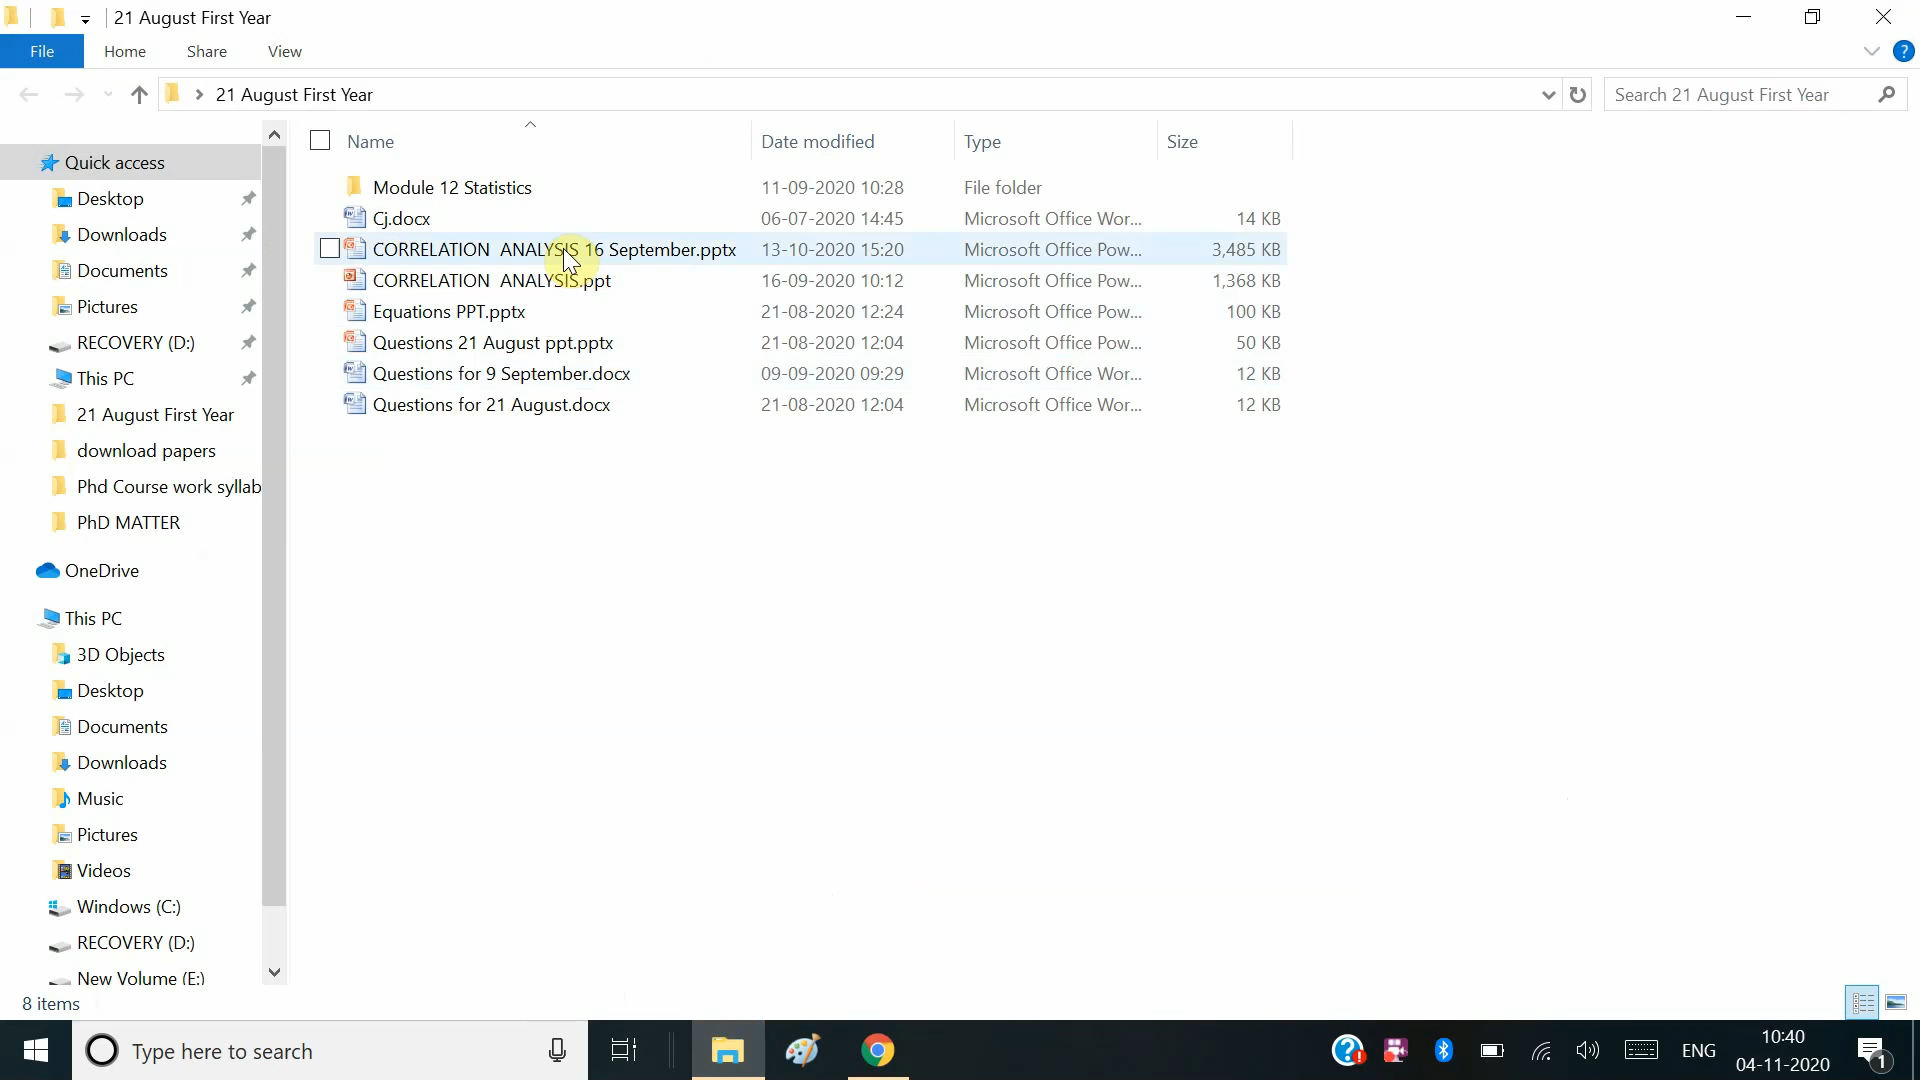 21 August First Year
File Home Share View
?
21 August First Year
Search 21 August First Year
Name Date modified Type Size
Quick access
Desktop
Downloads
Documents
Pictures
RECOVERY (D:)
This PC
21 August First Year
download papers
Phd Course work syllab
PhD MATTER
OneDrive
This PC
3D Objects
Desktop
Documents
Downloads
Music
Pictures
Videos
Windows (C:)
RECOVERY (D:)
New Volume (E:)
Module 12 Statistics 11-09-2020 10:28 File folder
Cj.docx 06-07-2020 14:45 Microsoft Office Wor... 14 KB
CORRELATION ANALYSIS 16 September.pptx 13-10-2020 15:20 Microsoft Office Pow... 3,485 KB
CORRELATION ANALYSIS.ppt 16-09-2020 10:12 Microsoft Office Pow... 1,368 KB
Equations PPT.pptx 21-08-2020 12:24 Microsoft Office Pow... 100 KB
Questions 21 August ppt.pptx 21-08-2020 12:04 Microsoft Office Pow... 50 KB
Questions for 9 September.docx 09-09-2020 09:29 Microsoft Office Wor... 12 KB
Questions for 21 August.docx 21-08-2020 12:04 Microsoft Office Wor... 12 KB
8 items
Type here to search
ENG
10:40
04-11-2020
1